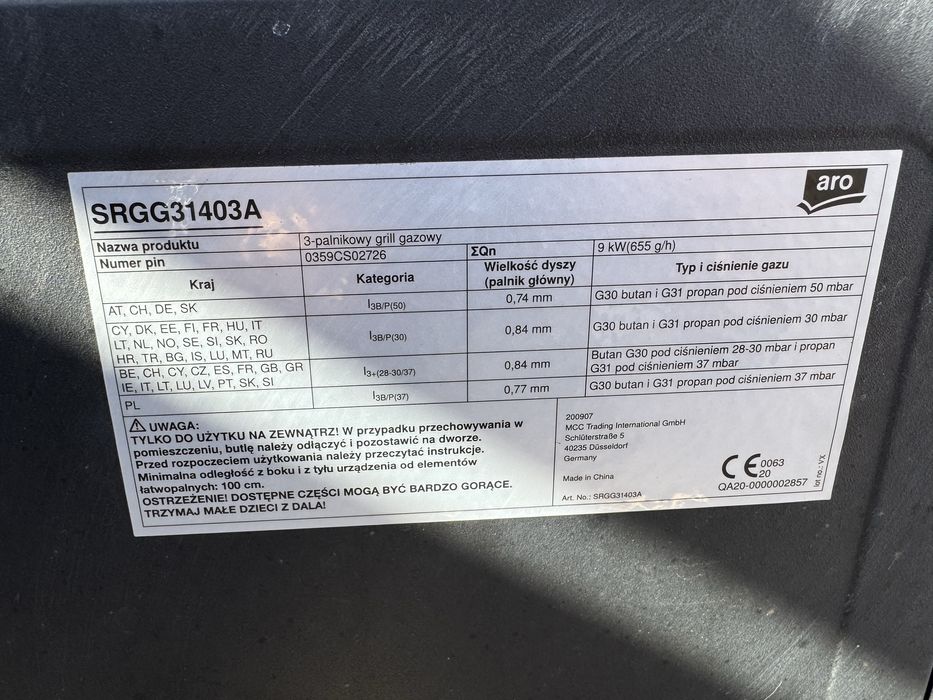 aro
SRGG31403A
Nazwa produktu 3-palnikowy grill gazowy
Numer pin 0359CS02726 ΣQn 9 kW(655 g/h)
Kraj Kategoria Wielkość dyszy (palnik główny) Typ i ciśnienie gazu
AT, CH, DE, SK I3B/P(50) 0,74 mm G30 butan i G31 propan pod ciśnieniem 50 mbar
CY, DK, EE, FI, FR, HU, IT
LT, NL, NO, SE, SI, SK, RO
HR, TR, BG, IS, LU, MT, RU
I3B/P(30) 0,84 mm G30 butan i G31 propan pod ciśnieniem 30 mbar
BE, CH, CY, CZ, ES, FR, GB, GR
IE, IT, LT, LU, LV, PT, SK, SI
I3+(28-30/37) 0,84 mm Butan G30 pod ciśnieniem 28-30 mbar i propan
G31 pod ciśnieniem 37 mbar
PL I3B/P(37) 0,77 mm G30 butan i G31 propan pod ciśnieniem 37 mbar
UWAGA:
TYLKO DO UŻYTKU NA ZEWNĄTRZ! W przypadku przechowywania w
pomieszczeniu, butlę należy odłączyć i pozostawić na dworze.
Przed rozpoczeciem użytkowania należy przeczytać instrukcje.
Minimalna odległość z boku i z tyłu urządzenia od elementów
łatwopalnych: 100 cm.
OSTRZEŻENIE! DOSTĘPNE CZĘŚCI MOGĄ BYĆ BARDZO GORĄCE.
TRZYMAJ MAŁE DZIECI Z DALA!
200907
MCC Trading International GmbH
Schlüterstraße 5
40235 Düsseldorf
Germany
Made in China
Art. No.: SRGG31403A
CE 0063
20
QA20-0000002857
lot no.: VX